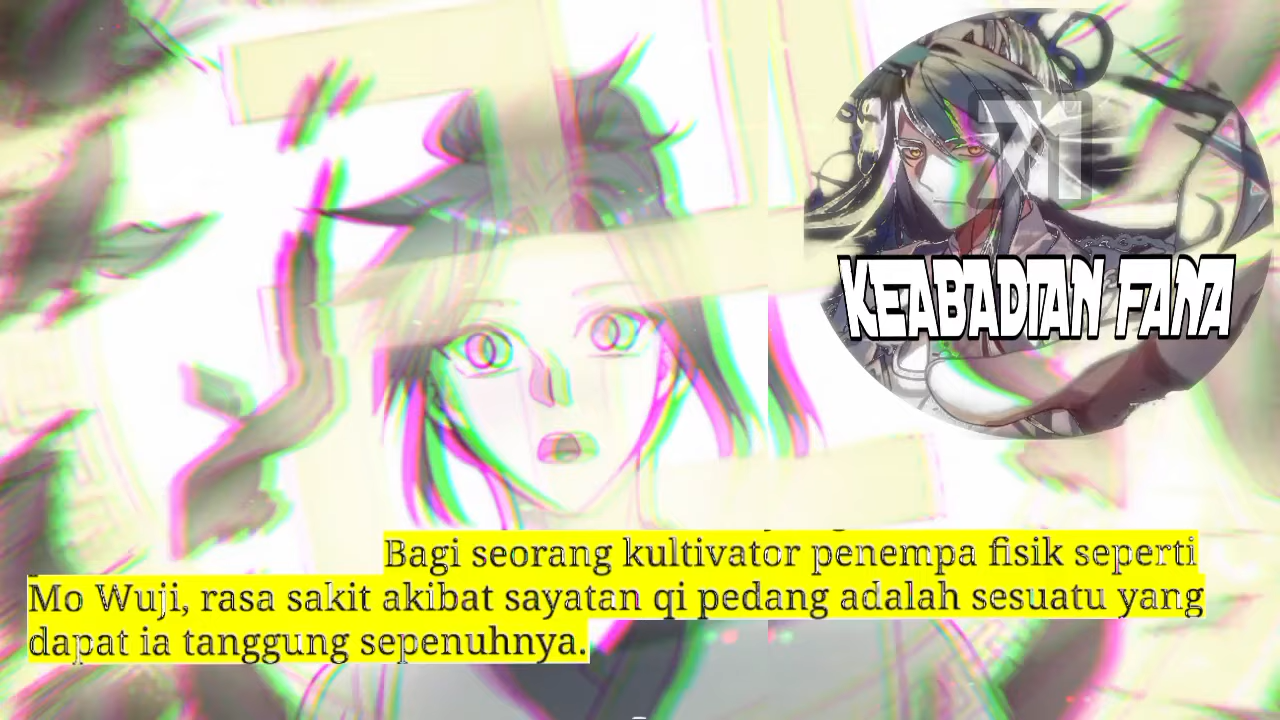 71
KEABADIAN FANA
Bagi seorang kultivator penempa fisik seperti
Mo Wuji, rasa sakit akibat sayatan qi pedang adalah sesuatu yang
dapat ia tanggung sepenuhnya.